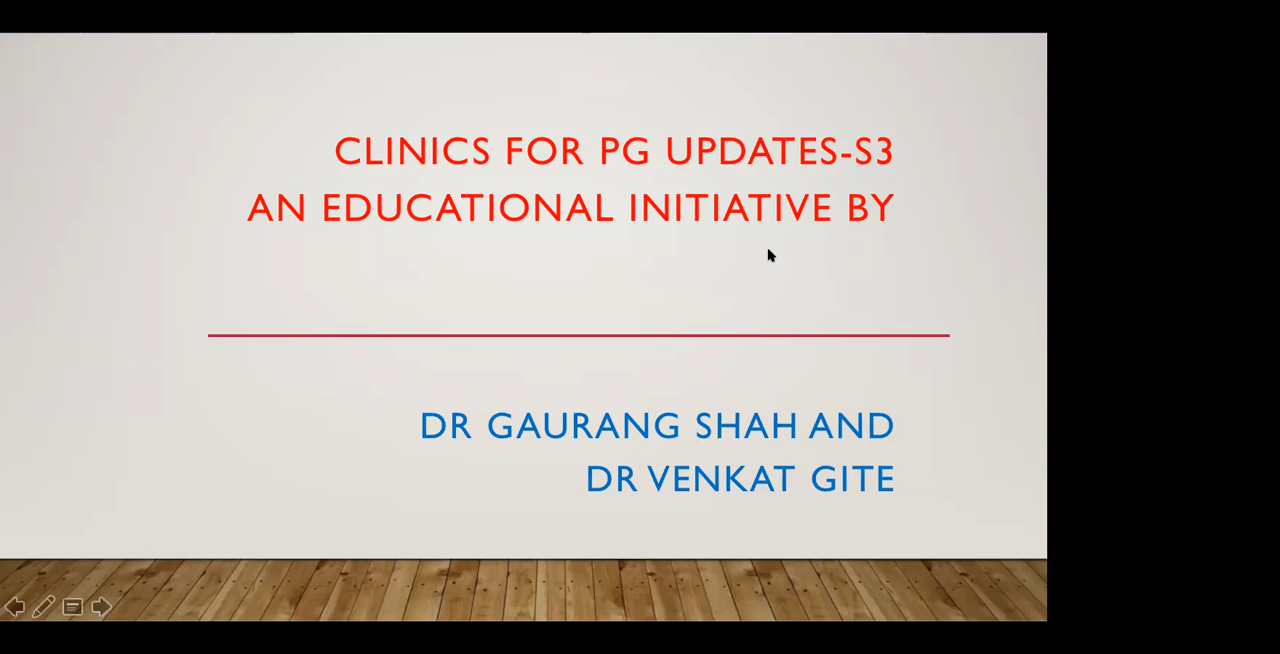 CLINICS FOR PG UPDATES-S3
AN EDUCATIONAL INITIATIVE BY
DR GAURANG SHAH AND
DR VENKAT GITE